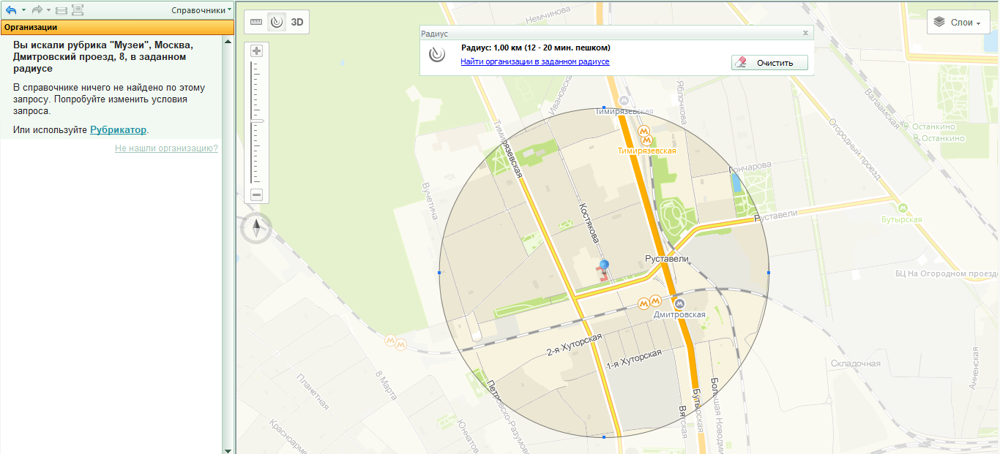 Справочники
Организации
Вы искали рубрика "Музеи", Москва,
Дмитровский проезд, 8, в заданном
радиусе
В справочнике ничего не найдено по этому
запросу. Попробуйте изменить условия
запроса.
Или используйте Рубрикатор.
Не нашли организацию?
3D
Радиус
x
Радиус: 1,00 км (12 - 20 мин. пешком)
Найти организации в заданном радиусе
Очистить
Слои
Немчинова
Ивановская
Яблочкова
Тимирязевская
Валаамская
Огородный проезд
Останкино
Останкино
Тимирязевская
Тимирязевская
Гончарова
Вучетича
Костякова
Руставели
Бутырская
Руставели
БЦ На Огородном проезде
Дмитровская
2-я Хуторская
1-я Хуторская
Складочная
Анненская
8 Марта
Планетная
Петровско-Разумо
Бутырская
Большая Новодми
Вятская
Красноарме
Юннатов